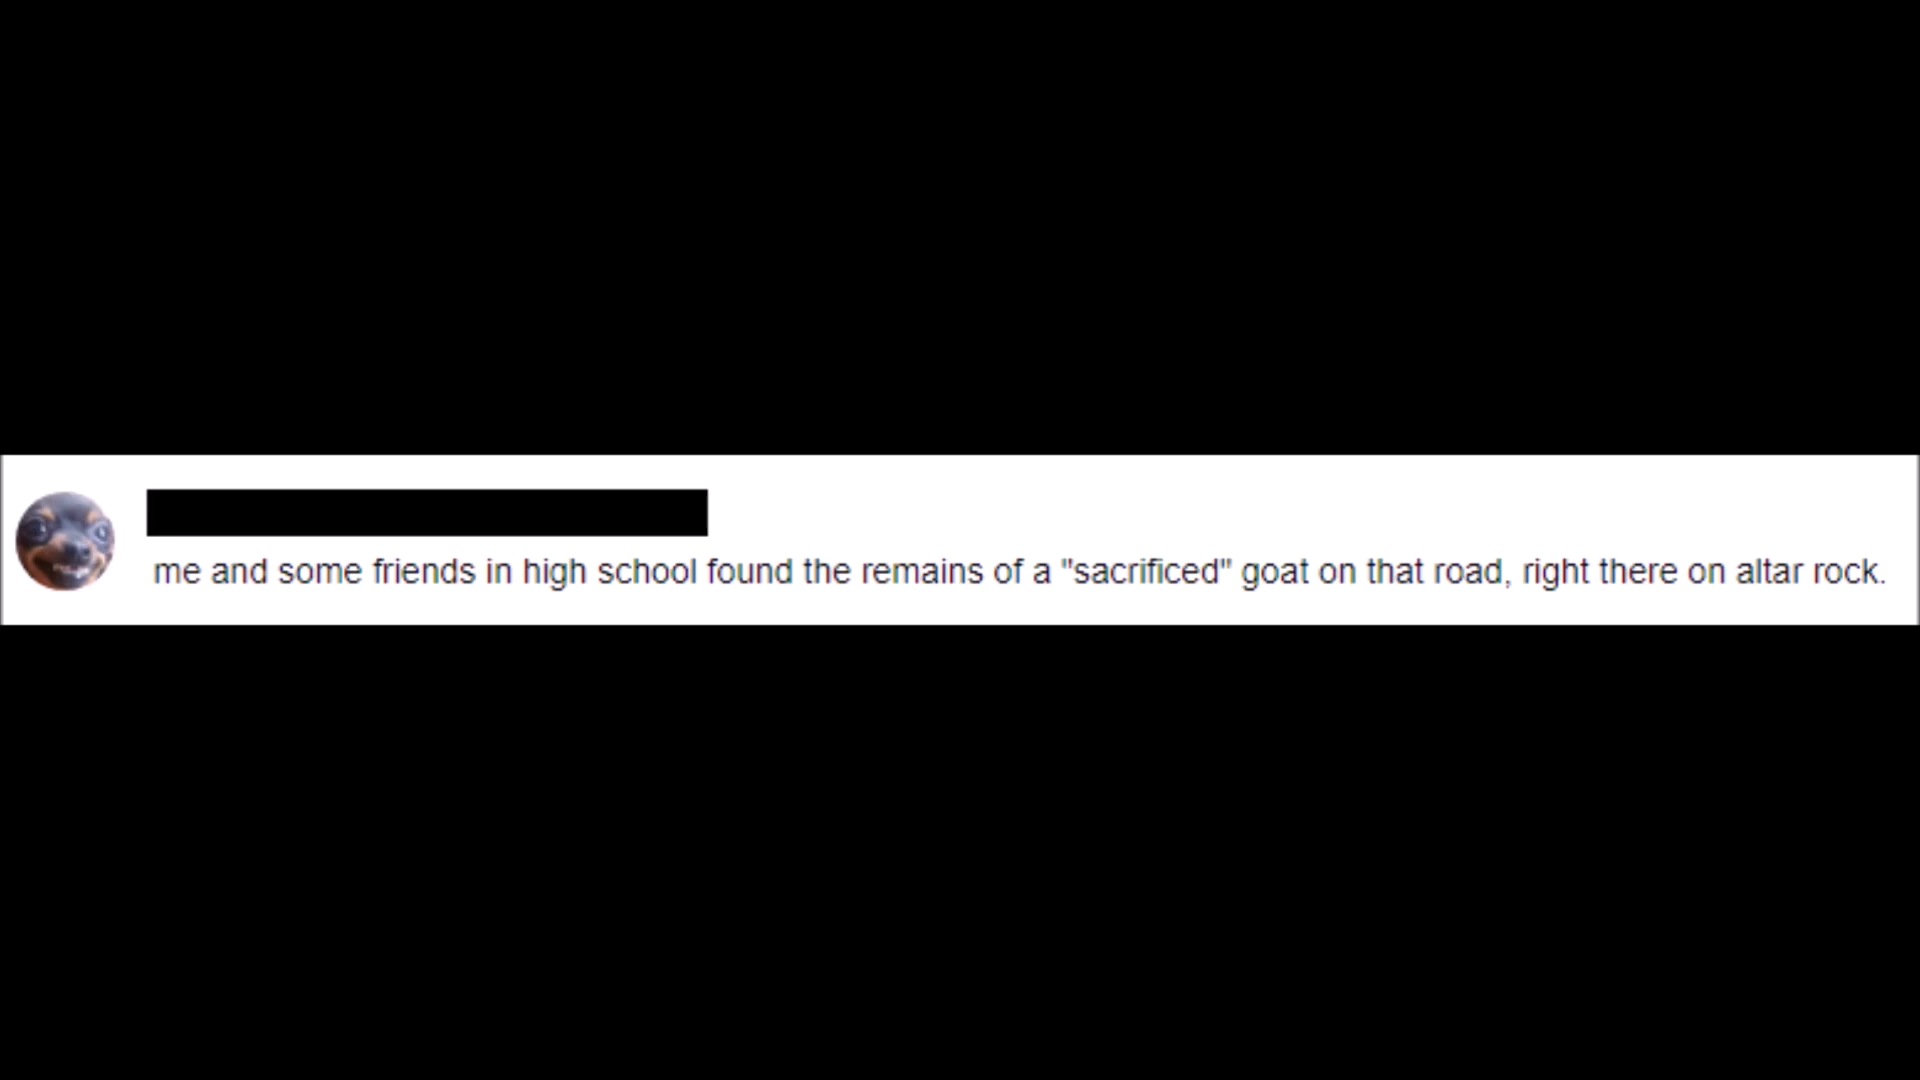 me and some friends in high school found the remains of a "sacrificed" goat on that road, right there on altar rock.